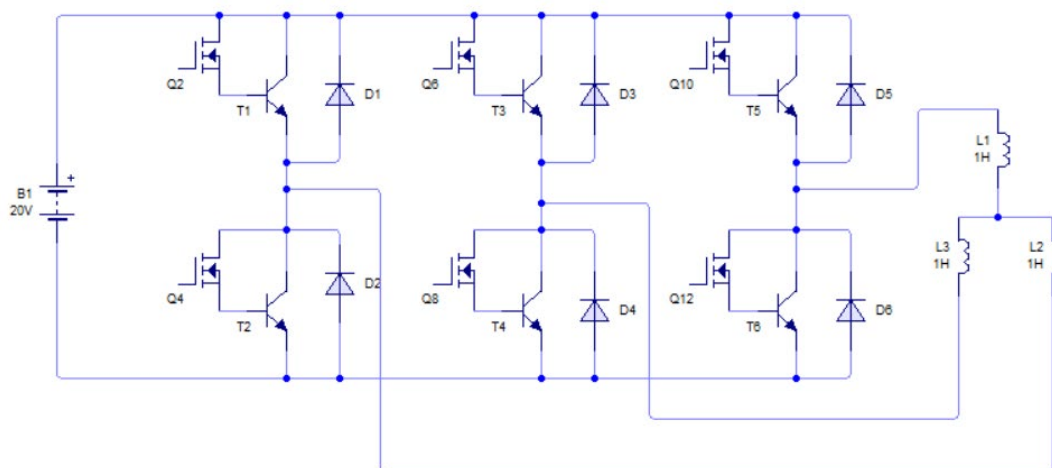 Q2
T1
D1
Q6
T3
D3
Q10
T5
D5
L1
1H
B1
+
20V
Q4
T2
D2
Q8
T4
D4
Q12
T6
D6
L3
1H
L2
1H